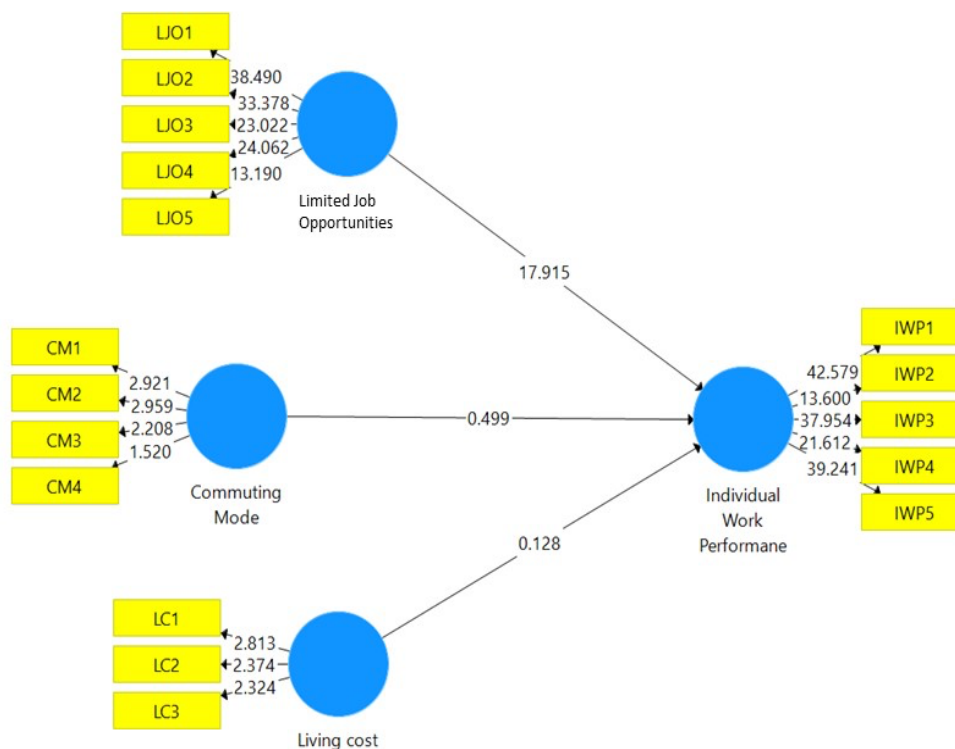 LJO1
LJO2
LJO3
LJO4
LJO5
38.490
33.378
23.022
24.062
13.190
Limited Job
Opportunities
17.915
CM1
CM2
CM3
CM4
2.921
2.959
2.208
1.520
Commuting
Mode
0.499
LC1
LC2
LC3
2.813
2.374
2.324
Living cost
0.128
Individual
Work
Performane
42.579
13.600
37.954
21.612
39.241
IWP1
IWP2
IWP3
IWP4
IWP5